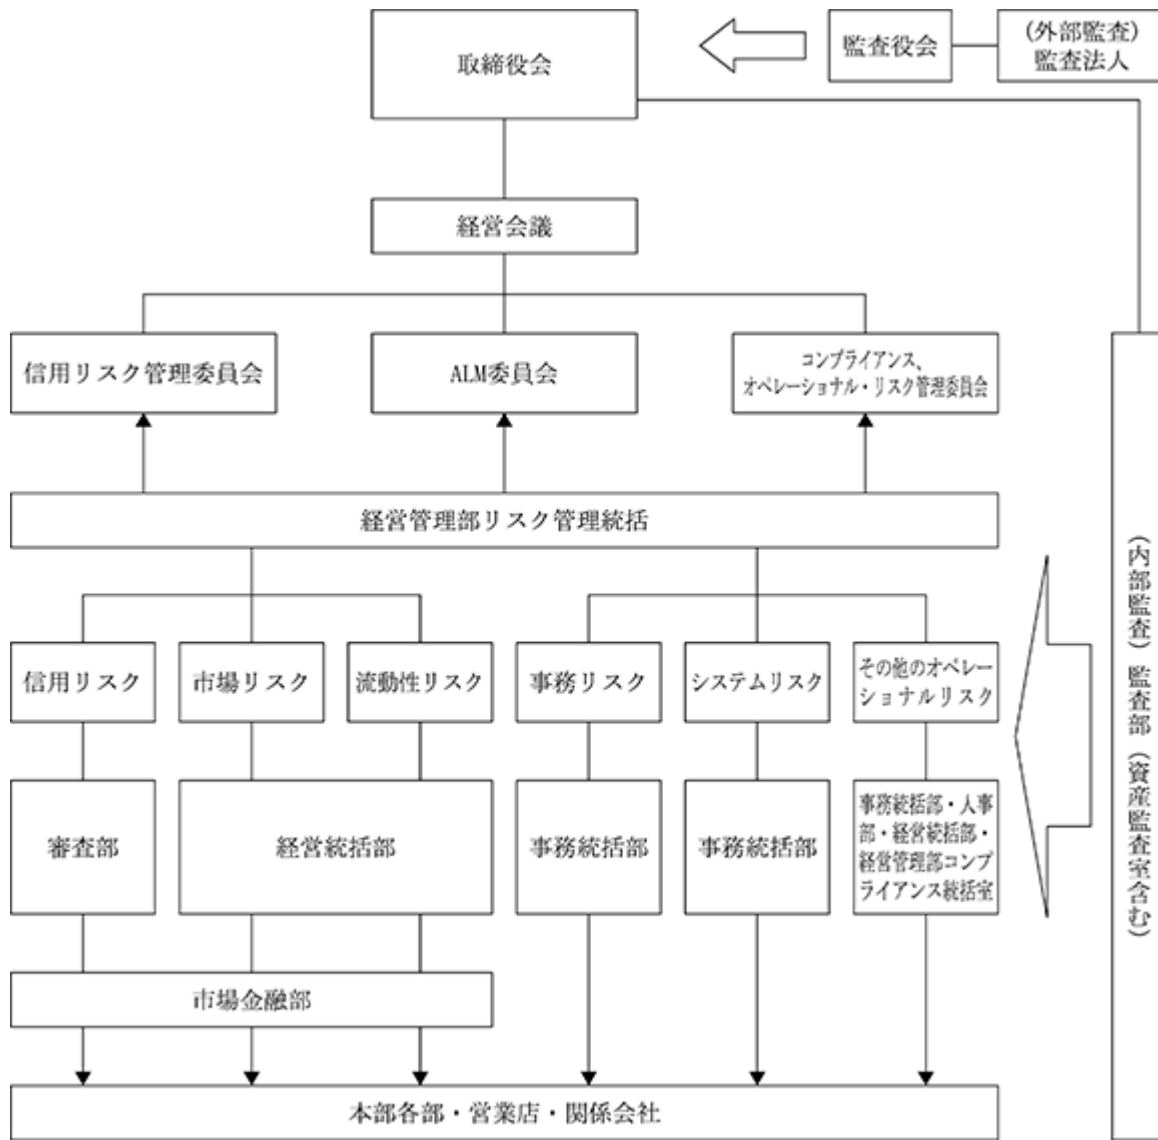 取締役会
監査役会
(外部監査)
監査法人
経営会議
信用リスク管理委員会
ALM委員会
コンプライアンス、
オペレーショナル・リスク管理委員会
経営管理部リスク管理統括
信用リスク
市場リスク
流動性リスク
事務リスク
システムリスク
その他のオペレー
ショナルリスク
審査部
経営統括部
事務統括部
事務統括部
事務統括部・人事
部・経営統括部・
経営管理部コンプ
ライアンス統括室
市場金融部
本部各部・営業店・関係会社
(内部監査) 監査部 (資産監査室含む)